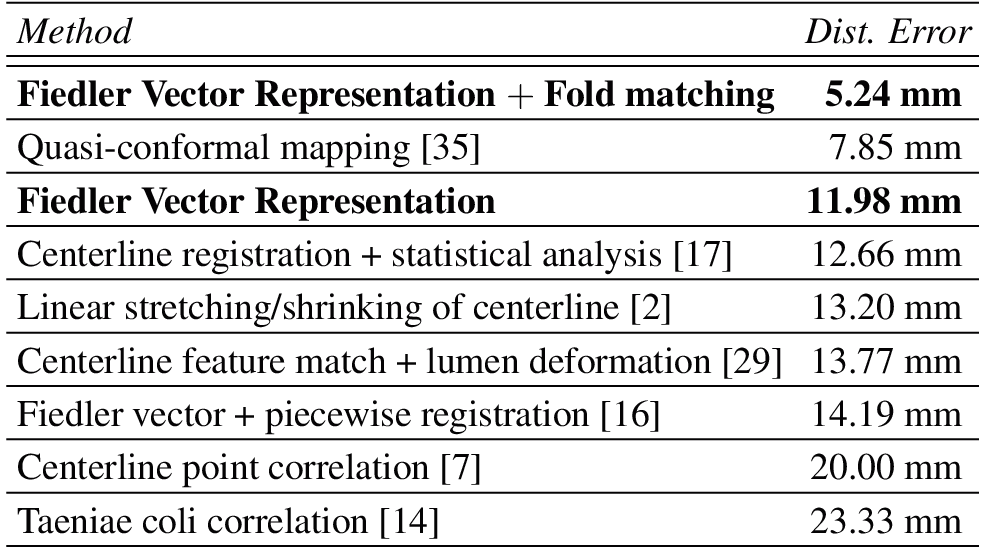 Method Dist. Error
Fiedler Vector Representation + Fold matching 5.24 mm
Quasi-conformal mapping [35] 7.85 mm
Fiedler Vector Representation 11.98 mm
Centerline registration + statistical analysis [17] 12.66 mm
Linear stretching/shrinking of centerline [2] 13.20 mm
Centerline feature match + lumen deformation [29] 13.77 mm
Fiedler vector + piecewise registration [16] 14.19 mm
Centerline point correlation [7] 20.00 mm
Taeniae coli correlation [14] 23.33 mm